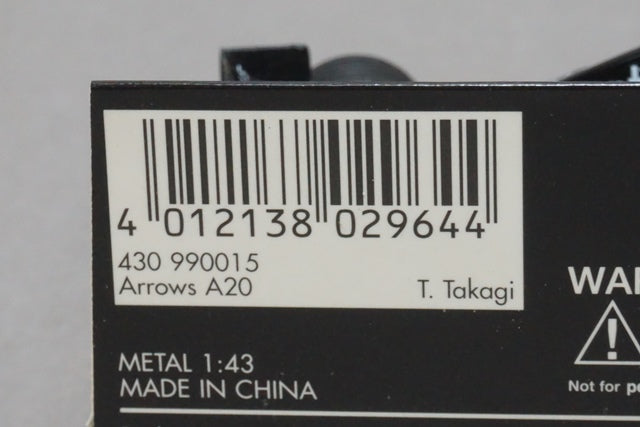 4 012138 029644
430 990015
Arrows A20 T. Takagi
METAL 1:43
MADE IN CHINA
Not for